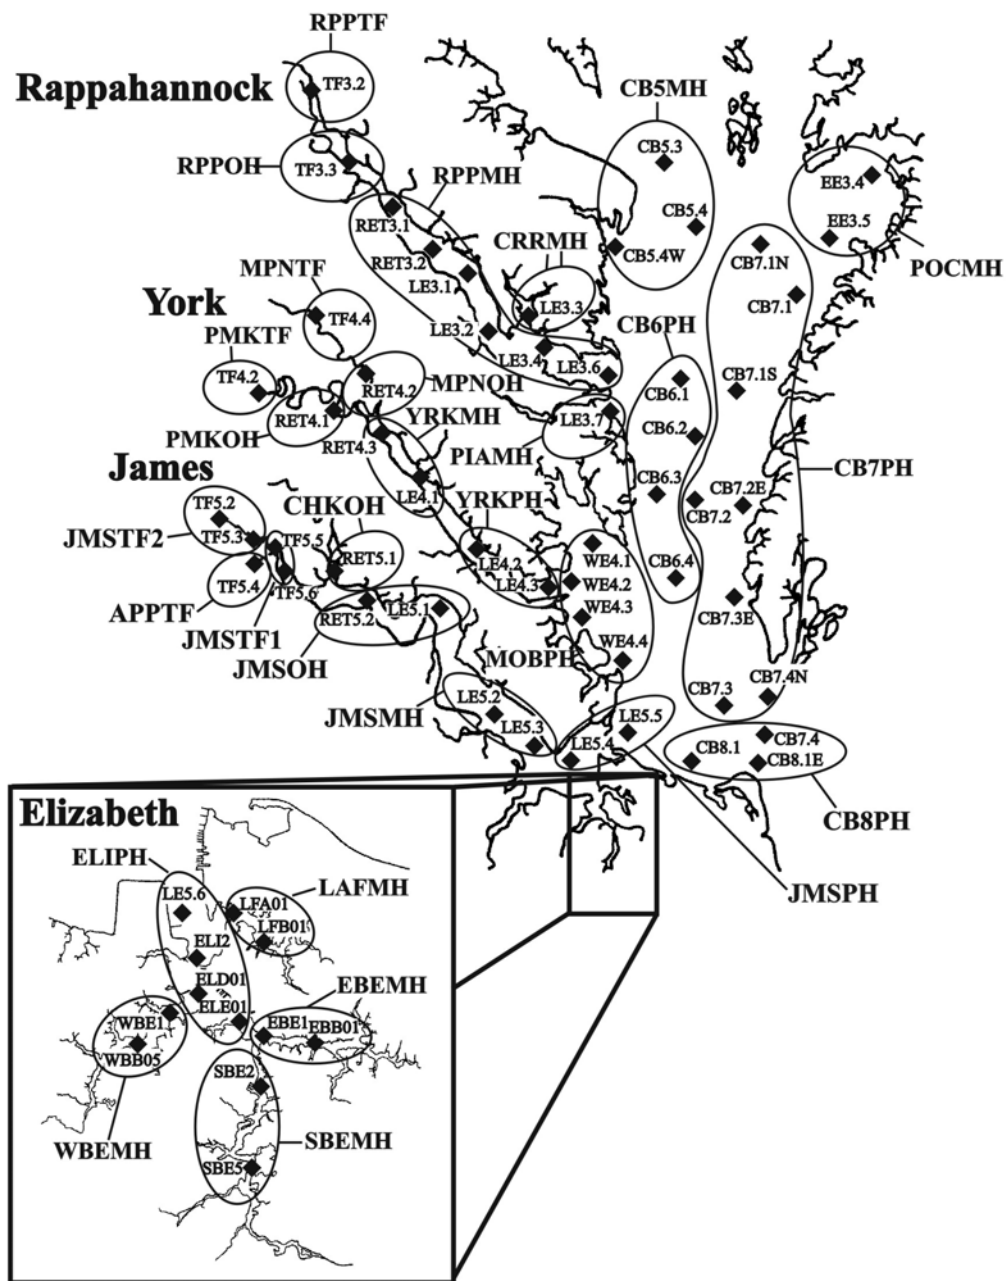 RPPTF
Rappahannock
TF3.2
CB5MH
CB5.3
RPPOH
TF3.3
RPPMH
EE3.4
RET3.1
CB5.4
EE3.5
CRRMH
RET3.2
CB5.4W
CB7.1N
POCMH
MPNTF
LE3.1
York
LE3.3
CB7.1
TF4.4
LE3.2
CB6PH
PMKTF
LE3.4
LE3.6
TF4.2
RET4.2
MPNOH
CB6.1
CB7.1S
RET4.1
YRKMH
LE3.7
PMKOH
RET4.3
CB6.2
PIAMH
James
CB7PH
CB6.3
LE4.1
YRKPH
CB7.2E
CHKOH
CB7.2
TF5.2
TF5.5
JMSTF2
TF5.3
RET5.1
LE4.2
WE4.1
CB6.4
TF5.4
TF5.6
LE4.3
WE4.2
APPTF
RET5.2
LE5.1
WE4.3
CB7.3E
JMSTF1
JMSOH
MOBPH
WE4.4
CB7.3
CB7.4N
JMSMH
LE5.2
LE5.3
LE5.5
LE5.4
CB8.1
CB7.4
CB8.1E
CB8PH
JMSPH
Elizabeth
ELIPH
LAFMH
LE5.6
LFA01
LFB01
ELI2
ELD01
EBEMH
WBE1
ELE01
EBE1
EBB01
WBB05
SBE2
WBEMH
SBEMH
SBE5